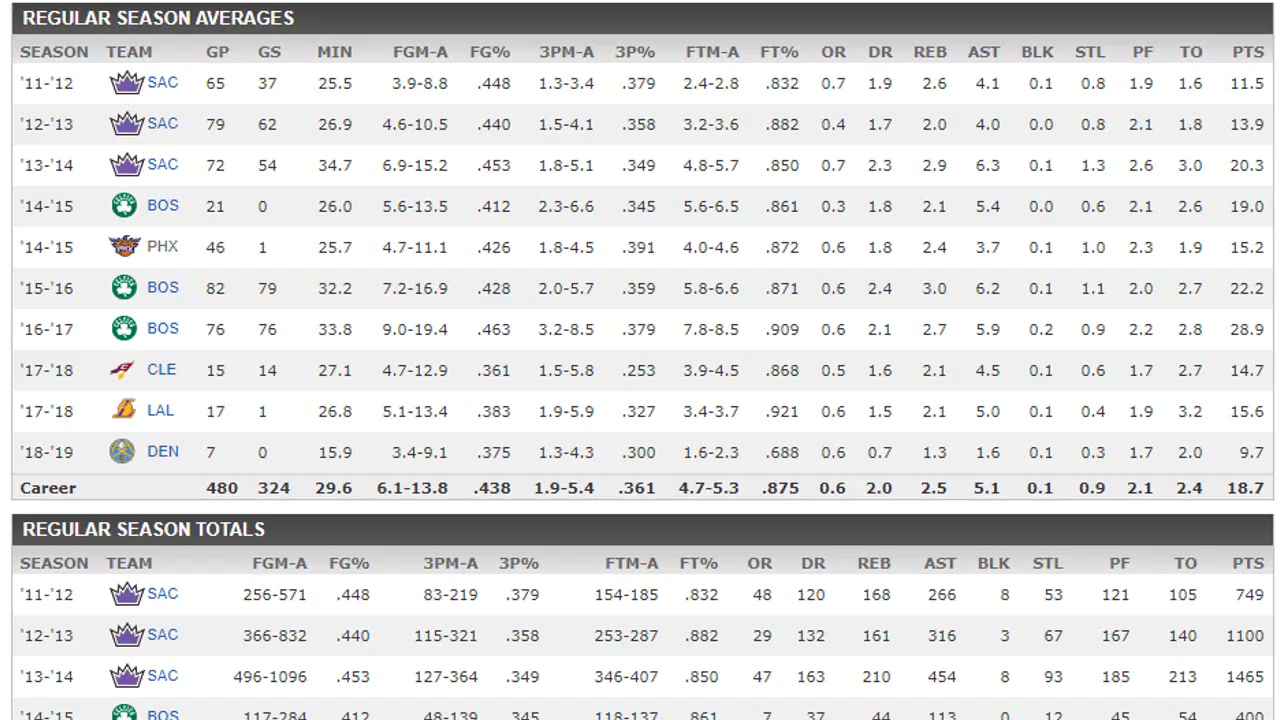 REGULAR SEASON AVERAGES
SEASON TEAM GP GS MIN FGM-A FG% 3PM-A 3P% FTM-A FT% OR DR REB AST BLK STL PF TO PTS
'11-'12 SAC 65 37 25.5 3.9-8.8 .448 1.3-3.4 .379 2.4-2.8 .832 0.7 1.9 2.6 4.1 0.1 0.8 1.9 1.6 11.5
'12-'13 SAC 79 62 26.9 4.6-10.5 .440 1.5-4.1 .358 3.2-3.6 .882 0.4 1.7 2.0 4.0 0.0 0.8 2.1 1.8 13.9
'13-'14 SAC 72 54 34.7 6.9-15.2 .453 1.8-5.1 .349 4.8-5.7 .850 0.7 2.3 2.9 6.3 0.1 1.3 2.6 3.0 20.3
'14-'15 BOS 21 0 26.0 5.6-13.5 .412 2.3-6.6 .345 5.6-6.5 .861 0.3 1.8 2.1 5.4 0.0 0.6 2.1 2.6 19.0
'14-'15 PHX 46 1 25.7 4.7-11.1 .426 1.8-4.5 .391 4.0-4.6 .872 0.6 1.8 2.4 3.7 0.1 1.0 2.3 1.9 15.2
'15-'16 BOS 82 79 32.2 7.2-16.9 .428 2.0-5.7 .359 5.8-6.6 .871 0.6 2.4 3.0 6.2 0.1 1.1 2.0 2.7 22.2
'16-'17 BOS 76 76 33.8 9.0-19.4 .463 3.2-8.5 .379 7.8-8.5 .909 0.6 2.1 2.7 5.9 0.2 0.9 2.2 2.8 28.9
'17-'18 CLE 15 14 27.1 4.7-12.9 .361 1.5-5.8 .253 3.9-4.5 .868 0.5 1.6 2.1 4.5 0.1 0.6 1.7 2.7 14.7
'17-'18 LAL 17 1 26.8 5.1-13.4 .383 1.9-5.9 .327 3.4-3.7 .921 0.6 1.5 2.1 5.0 0.1 0.4 1.9 3.2 15.6
'18-'19 DEN 7 0 15.9 3.4-9.1 .375 1.3-4.3 .300 1.6-2.3 .688 0.6 0.7 1.3 1.6 0.1 0.3 1.7 2.0 9.7
Career 480 324 29.6 6.1-13.8 .438 1.9-5.4 .361 4.7-5.3 .875 0.6 2.0 2.5 5.1 0.1 0.9 2.1 2.4 18.7
REGULAR SEASON TOTALS
SEASON TEAM FGM-A FG% 3PM-A 3P% FTM-A FT% OR DR REB AST BLK STL PF TO PTS
'11-'12 SAC 256-571 .448 83-219 .379 154-185 .832 48 120 168 266 8 53 121 105 749
'12-'13 SAC 366-832 .440 115-321 .358 253-287 .882 29 132 161 316 3 67 167 140 1100
'13-'14 SAC 496-1096 .453 127-364 .349 346-407 .850 47 163 210 454 8 93 185 213 1465
'14-'15 BOS 117-284 .412 48-139 .345 118-137 .861 7 37 44 113 0 12 45 54 400